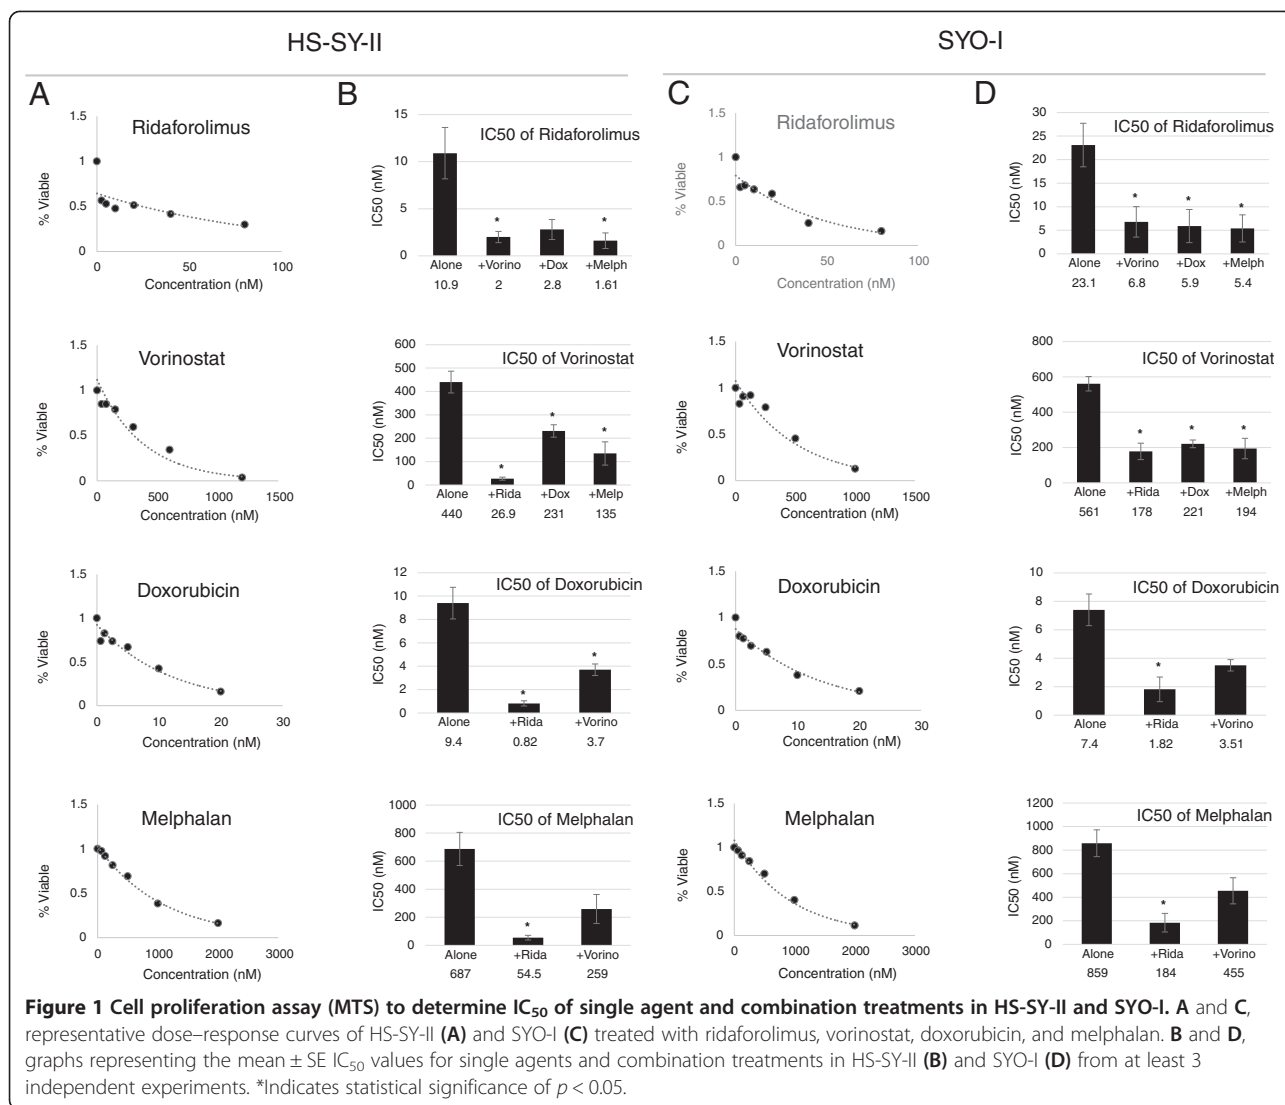 HS-SY-II
SYO-I
A
B
C
D
Ridaforolimus
1.5
1
0.5
0
% Viable
0
50
100
Concentration (nM)
IC50 of Ridaforolimus
15
10
5
0
IC50 (nM)
Alone +Vorino +Dox +Melph
10.9 2 2.8 1.61
* *
Ridaforolimus
1.5
1
0.5
0
% Viable
0 50 100
Concentration (nM)
IC50 of Ridaforolimus
30
25
20
15
10
5
0
IC50 (nM)
* * *
Alone +Vorino +Dox +Melph
23.1 6.8 5.9 5.4
Vorinostat
1.5
1
0.5
0
% Viable
0 500 1000 1500
Concentration (nM)
IC50 of Vorinostat
600
500
400
300
200
100
0
IC50 (nM)
* * *
Alone +Rida +Dox +Melp
440 26.9 231 135
Vorinostat
1.5
1
0.5
0
% Viable
0 500 1000 1500
Concentration (nM)
IC50 of Vorinostat
800
600
400
200
0
IC50 (nM)
* * *
Alone +Rida +Dox +Melph
561 178 221 194
Doxorubicin
1.5
1
0.5
0
% Viable
0 10 20 30
Concentration (nM)
IC50 of Doxorubicin
12
10
8
6
4
2
0
IC50 (nM)
* *
Alone +Rida +Vorino
9.4 0.82 3.7
Doxorubicin
1.5
1
0.5
0
% Viable
0 10 20 30
Concentration (nM)
IC50 of Doxorubicin
10
8
6
4
2
0
IC50 (nM)
*
Alone +Rida +Vorino
7.4 1.82 3.51
Melphalan
1.5
1
0.5
0
% Viable
0 1000 2000 3000
Concentration (nM)
IC50 of Melphalan
1000
800
600
400
200
0
IC50 (nM)
*
Alone +Rida +Vorino
687 54.5 259
Melphalan
1.5
1
0.5
0
% Viable
0 1000 2000 3000
Concentration (nM)
IC50 of Melphalan
1200
1000
800
600
400
200
0
IC50 (nM)
*
Alone +Rida +Vorino
859 184 455
Figure 1 Cell proliferation assay (MTS) to determine IC50 of single agent and combination treatments in HS-SY-II and SYO-I. A and C,
representative dose–response curves of HS-SY-II (A) and SYO-I (C) treated with ridaforolimus, vorinostat, doxorubicin, and melphalan. B and D,
graphs representing the mean ± SE IC50 values for single agents and combination treatments in HS-SY-II (B) and SYO-I (D) from at least 3
independent experiments. *Indicates statistical significance of p < 0.05.